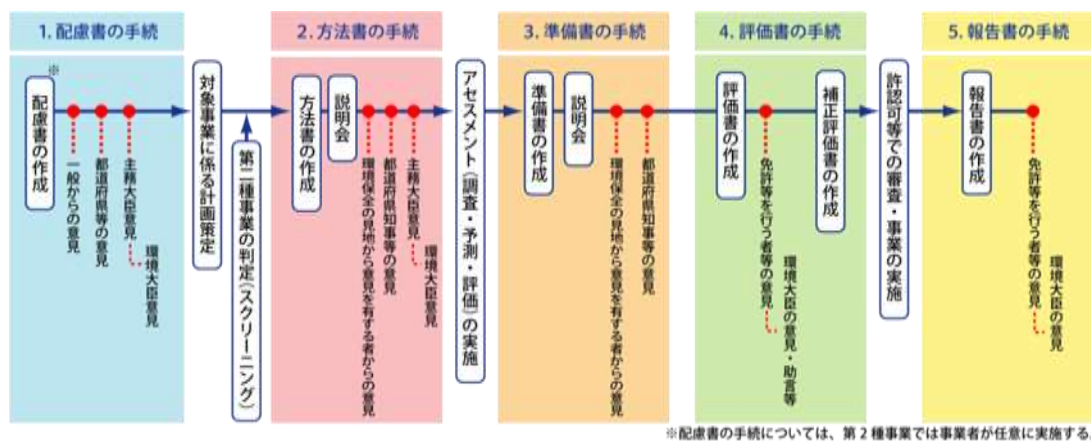 1. 配慮書の手続
2. 方法書の手続
3. 準備書の手続
4. 評価書の手続
5. 報告書の手続
※
配慮書の作成
一般からの意見
都道府県等の意見
主務大臣意見
環境大臣意見
対象事業に係る計画策定
第二種事業の判定(スクリーニング)
方法書の作成
説明会
環境保全の見地から意見を有する者からの意見
都道府県知事等の意見
主務大臣意見
環境大臣意見
アセスメント(調査・予測・評価)の実施
準備書の作成
説明会
環境保全の見地から意見を有する者からの意見
都道府県知事等の意見
評価書の作成
免許等を行う者等の意見
環境大臣の意見・助言等
補正評価書の作成
許認可等での審査・事業の実施
報告書の作成
免許等を行う者等の意見
環境大臣の意見
※配慮書の手続については、第2種事業では事業者が任意に実施する。